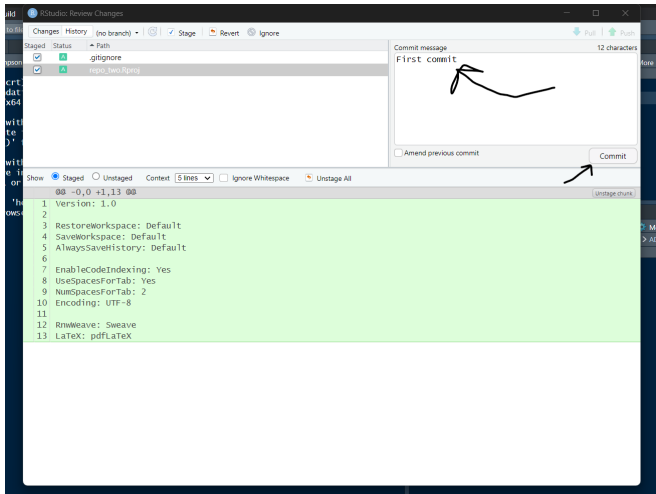 RStudio: Review Changes
Changes History (no branch) Stage Revert Ignore Pull Push
Staged Status Path
.gitignore
repo_two.Rproj
Commit message 12 characters
First commit
Amend previous commit Commit
Show Staged Unstaged Context 5 lines Ignore Whitespace Unstage All
@@ -0,0 +1,13 @@ Unstage chunk
1 Version: 1.0
2
3 RestoreWorkspace: Default
4 SaveWorkspace: Default
5 AlwaysSaveHistory: Default
6
7 EnableCodeIndexing: Yes
8 UseSpacesForTab: Yes
9 NumSpacesForTab: 2
10 Encoding: UTF-8
11
12 RnwWeave: Sweave
13 LaTeX: pdfLaTeX